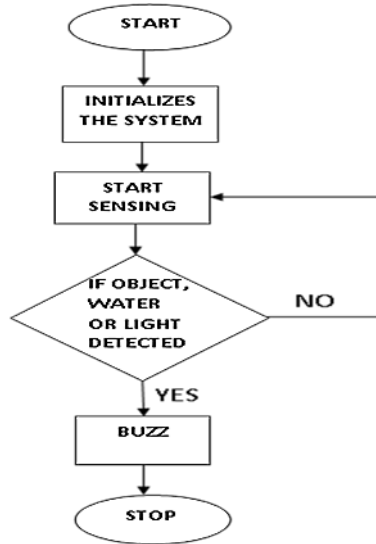 START
INITIALIZES
THE SYSTEM
START
SENSING
IF OBJECT,
WATER
OR LIGHT
DETECTED
NO
YES
BUZZ
STOP